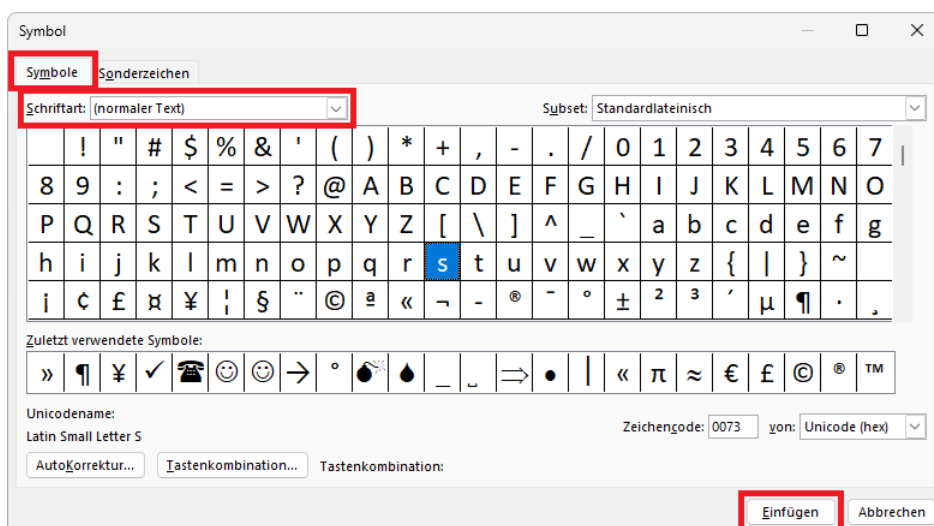 Symbol
Symbole Sonderzeichen
Schriftart: (normaler Text) Subset: Standardlateinisch
! " # $ % & ' ( ) * + , - . / 0 1 2 3 4 5 6 7
8 9 : ; < = > ? @ A B C D E F G H I J K L M N O
P Q R S T U V W X Y Z [ \ ] ^ _ ` a b c d e f g
h i j k l m n o p q r s t u v w x y z { | } ~
¡ ¢ £ ¤ ¥ ¦ § ¨ © ª « ¬ - ® ¯ ° ± ² ³ ´ µ ¶ · ¸
Zuletzt verwendete Symbole:
» ¶ ¥ ✓ ☎ ☺ ☺ → ° 💣 💧 _ ␣ ⇒ ● | « π ≈ € £ © ® ™
Unicodename:
Latin Small Letter S
Zeichencode: 0073 von: Unicode (hex)
AutoKorrektur... Tastenkombination... Tastenkombination:
Einfügen Abbrechen